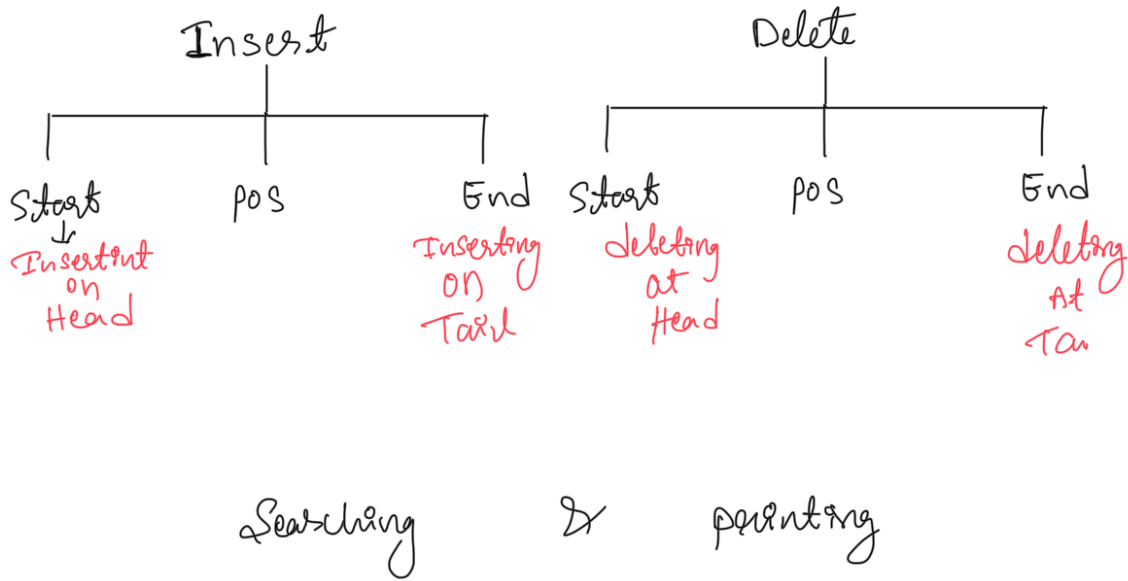 Insert
Delete
Start pos End Start pos End
Insertint
on
Head
Inserting
on
Tail
deleting
at
Head
deleting
At
Ta
Searching & printing